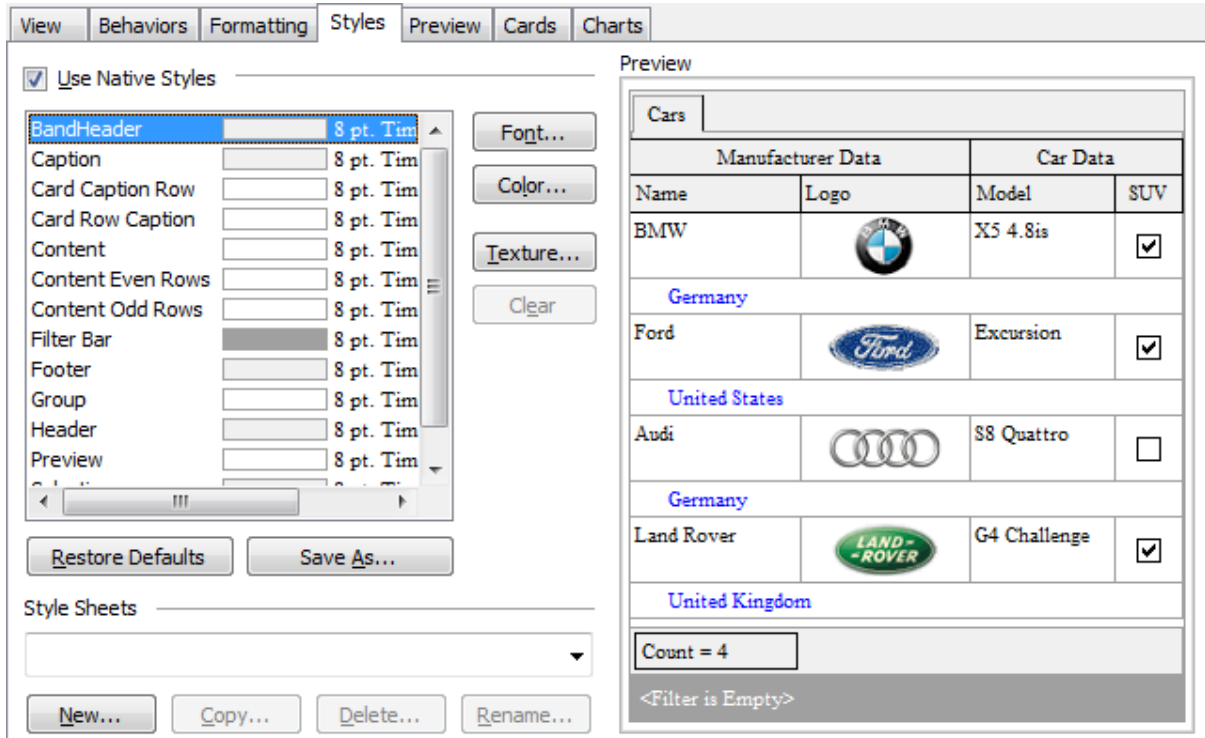 View Behaviors Formatting Styles Preview Cards Charts
Use Native Styles
BandHeader 8 pt. Tim
Caption 8 pt. Tim
Card Caption Row 8 pt. Tim
Card Row Caption 8 pt. Tim
Content 8 pt. Tim
Content Even Rows 8 pt. Tim
Content Odd Rows 8 pt. Tim
Filter Bar 8 pt. Tim
Footer 8 pt. Tim
Group 8 pt. Tim
Header 8 pt. Tim
Preview 8 pt. Tim
Font...
Color...
Texture...
Clear
Restore Defaults Save As...
Style Sheets
New... Copy... Delete... Rename...
Preview
Cars
Manufacturer Data Car Data
Name Logo Model SUV
BMW BMW X5 4.8is
Germany
Ford Ford Excursion
United States
Audi S8 Quattro
Germany
Land Rover LAND- G4 Challenge
-ROVER
United Kingdom
Count = 4
<Filter is Empty>